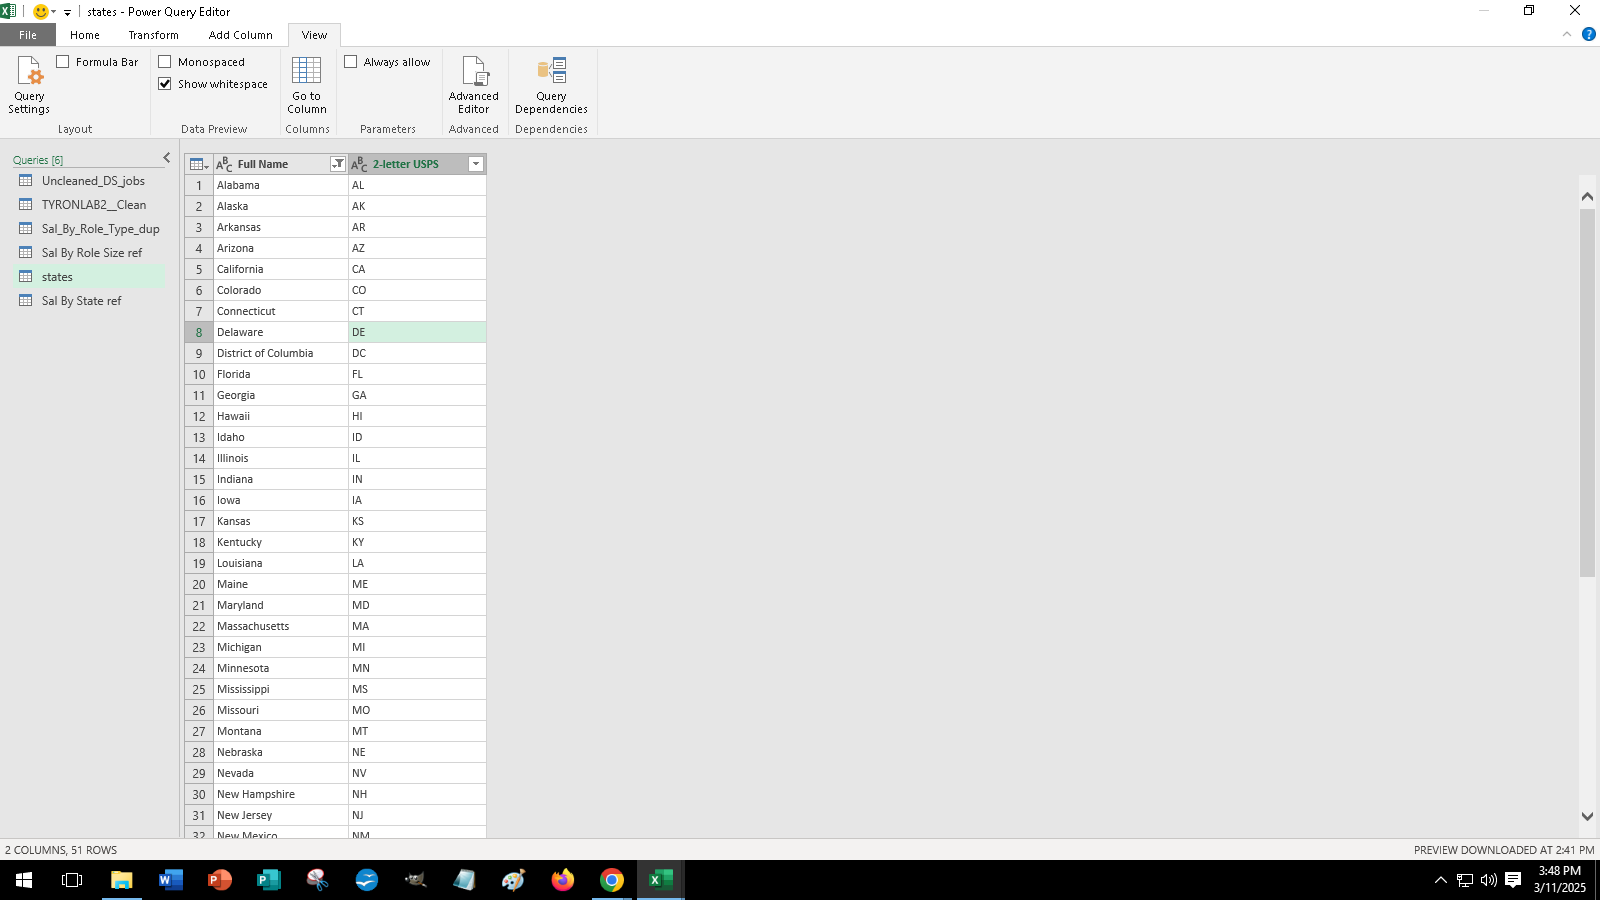 states - Power Query Editor
File Home Transform Add Column View
Formula Bar
Monospaced
Show whitespace
Always allow
Query Settings
Go to Column
Advanced Editor
Query Dependencies
Layout Data Preview Columns Parameters Advanced Dependencies
Queries [6]
Uncleaned_DS_jobs
TYRONLAB2__Clean
Sal_By_Role_Type_dup
Sal By Role Size ref
states
Sal By State ref
Full Name 2-letter USPS
1 Alabama AL
2 Alaska AK
3 Arkansas AR
4 Arizona AZ
5 California CA
6 Colorado CO
7 Connecticut CT
8 Delaware DE
9 District of Columbia DC
10 Florida FL
11 Georgia GA
12 Hawaii HI
13 Idaho ID
14 Illinois IL
15 Indiana IN
16 Iowa IA
17 Kansas KS
18 Kentucky KY
19 Louisiana LA
20 Maine ME
21 Maryland MD
22 Massachusetts MA
23 Michigan MI
24 Minnesota MN
25 Mississippi MS
26 Missouri MO
27 Montana MT
28 Nebraska NE
29 Nevada NV
30 New Hampshire NH
31 New Jersey NJ
32 New Mexico NM
2 COLUMNS, 51 ROWS
PREVIEW DOWNLOADED AT 2:41 PM
3:48 PM
3/11/2025